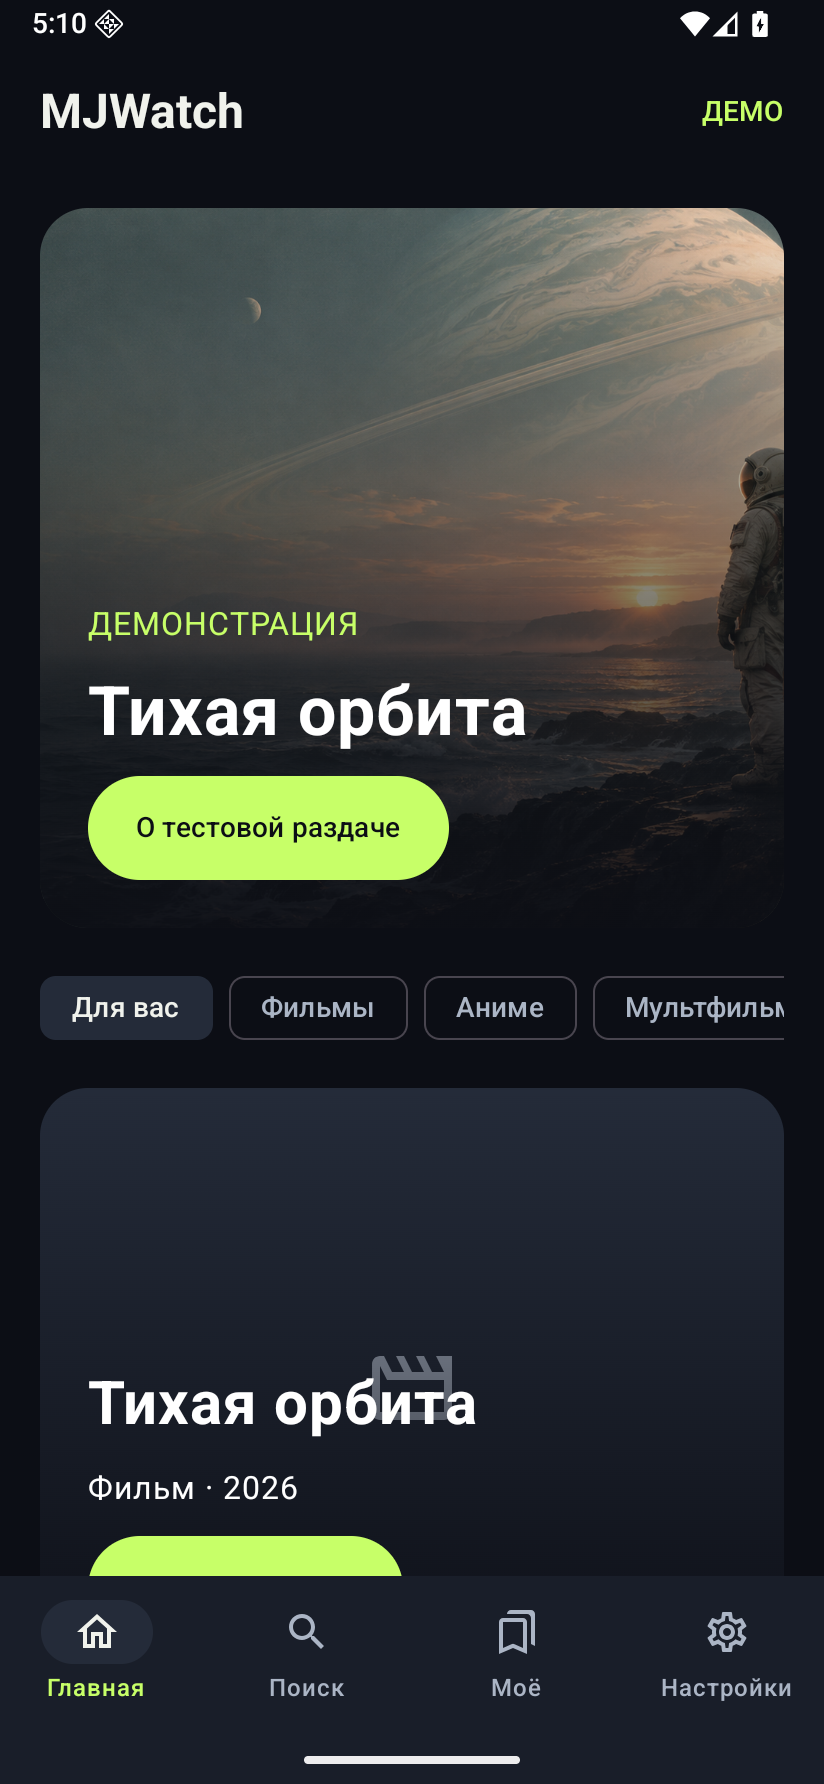 5:10
MJWatch
ДЕМО
ДЕМОНСТРАЦИЯ
Тихая орбита
О тестовой раздаче
Для вас
Фильмы
Аниме
Мультфильм
Тихая орбита
Фильм · 2026
Главная
Поиск
Моё
Настройки